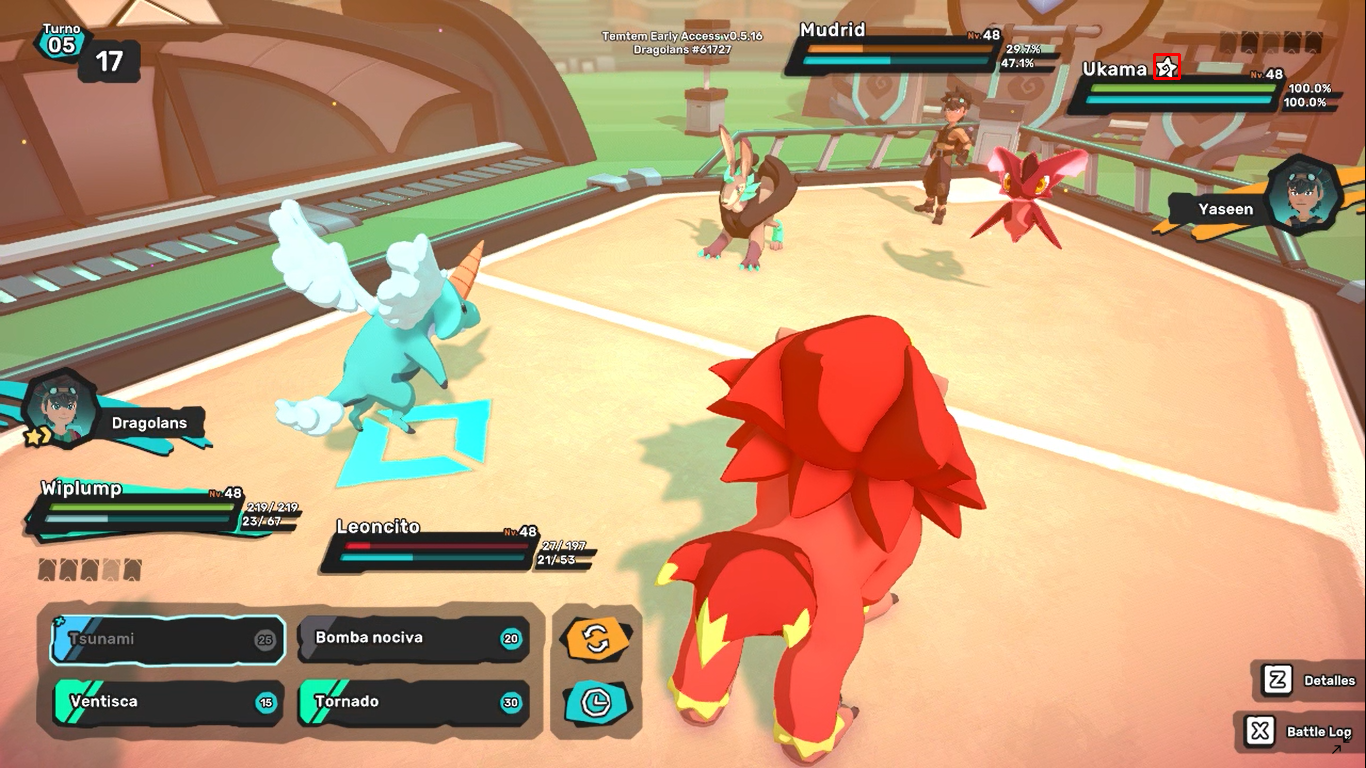 Turno
05
17
Temtem Early Access v0.5.16
Dragolans #61727
Mudrid
Nv.48
29.7%
47.1%
Ukama
Nv.48
100.0%
100.0%
Yaseen
Dragolans
Wiplump
Nv.48
219/ 219
23/ 67
Leoncito
Nv.48
27/ 197
21/ 53
Tsunami 25
Bomba nociva 20
Ventisca 15
Tornado 30
Z Detalles
X Battle Log